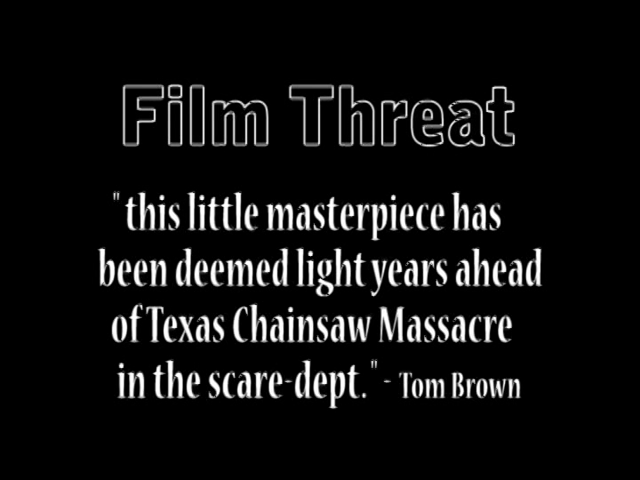 Film Threat
"this little masterpiece has
been deemed light years ahead
of Texas Chainsaw Massacre
in the scare-dept." - Tom Brown